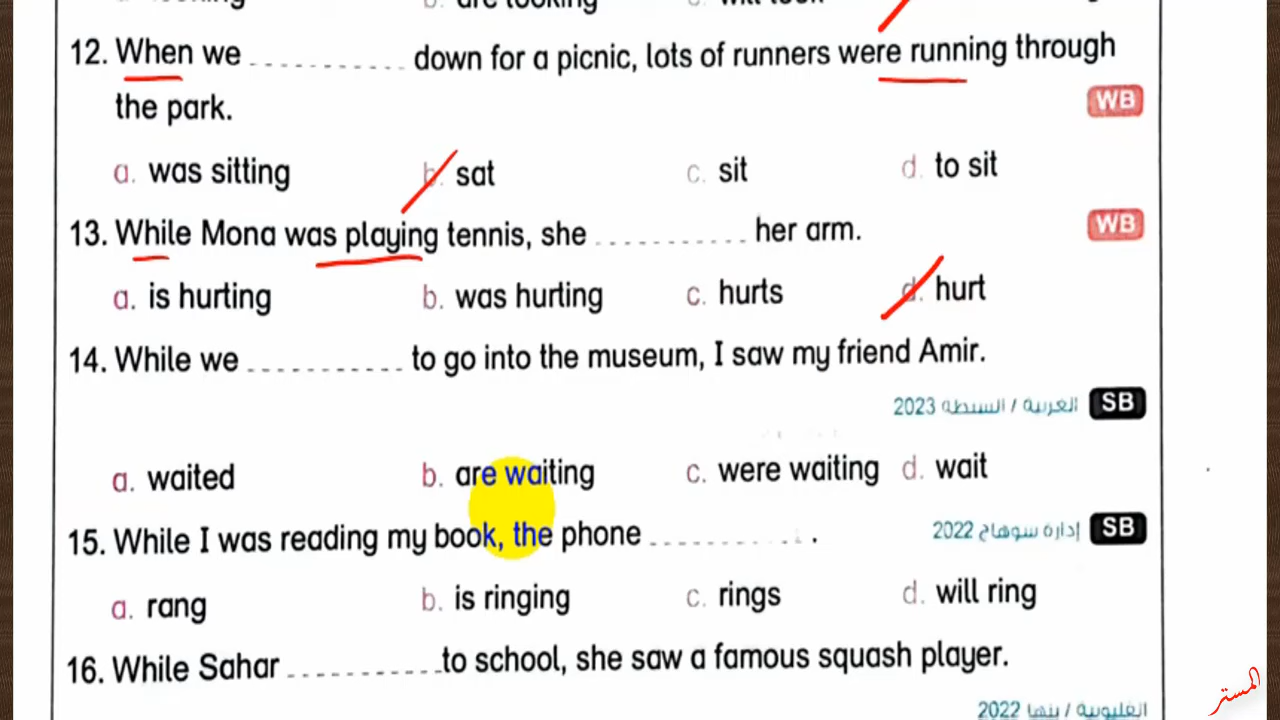 12. When we ............ down for a picnic, lots of runners were running through
the park. WB
a. was sitting b. sat c. sit d. to sit
13. While Mona was playing tennis, she ............ her arm. WB
a. is hurting b. was hurting c. hurts d. hurt
14. While we ............ to go into the museum, I saw my friend Amir.
الغربية / السنطة 2023 SB
a. waited b. are waiting c. were waiting d. wait
15. While I was reading my book, the phone ............ . إدارة سوهاج 2022 SB
a. rang b. is ringing c. rings d. will ring
16. While Sahar ............ to school, she saw a famous squash player.
القليوبية / بنها 2022
المستر